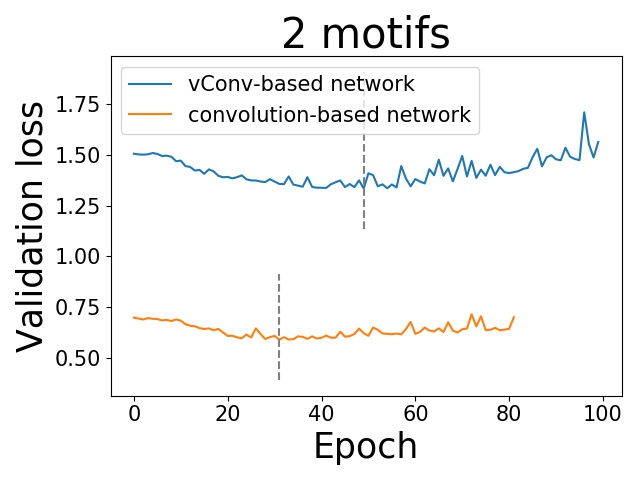 2 motifs
vConv-based network
convolution-based network
Validation loss
1.75
1.50
1.25
1.00
0.75
0.50
0 20 40 60 80 100
Epoch